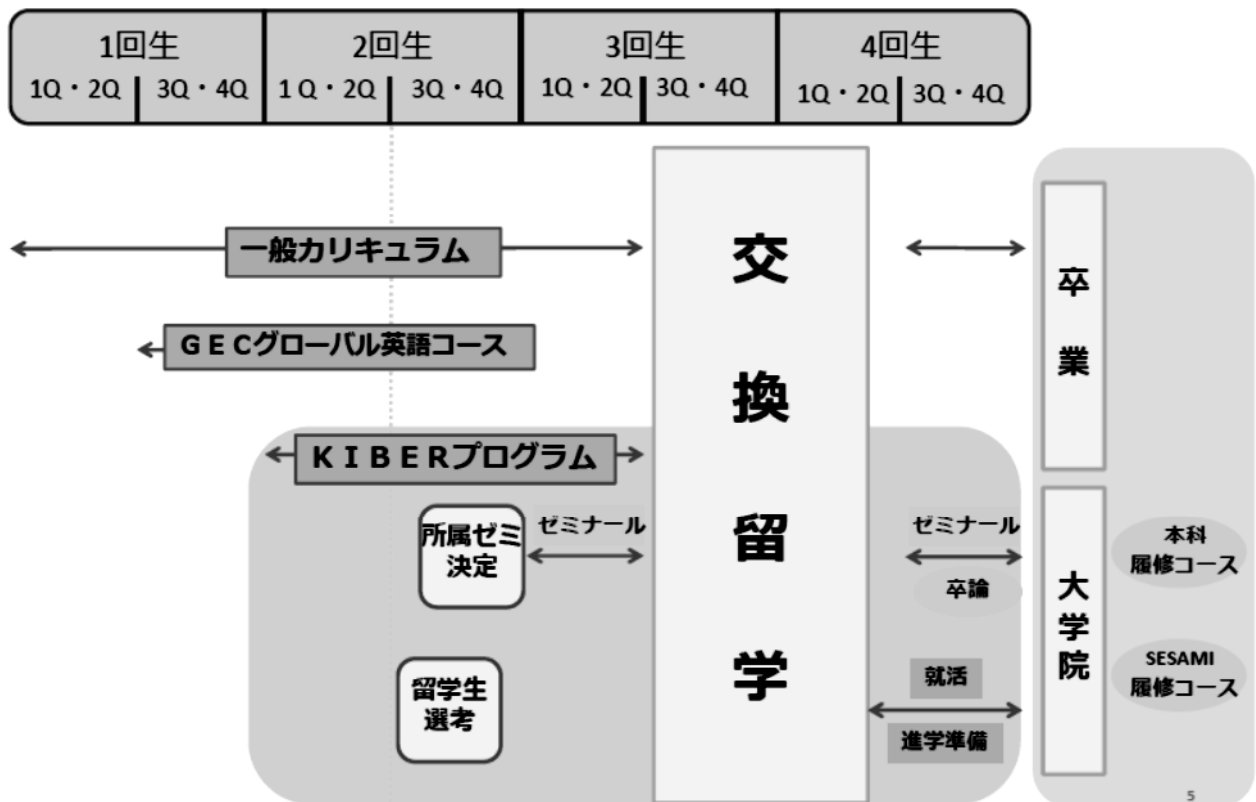 1回生
2回生
3回生
4回生
1Q・2Q
3Q・4Q
1Q・2Q
3Q・4Q
1Q・2Q
3Q・4Q
1Q・2Q
3Q・4Q
一般カリキュラム
GECグローバル英語コース
KIBERプログラム
所属ゼミ
決定
ゼミナール
留学生
選考
交換留学
ゼミナール
卒論
就活
進学準備
卒業
大学院
本科
履修コース
SESAMI
履修コース
5